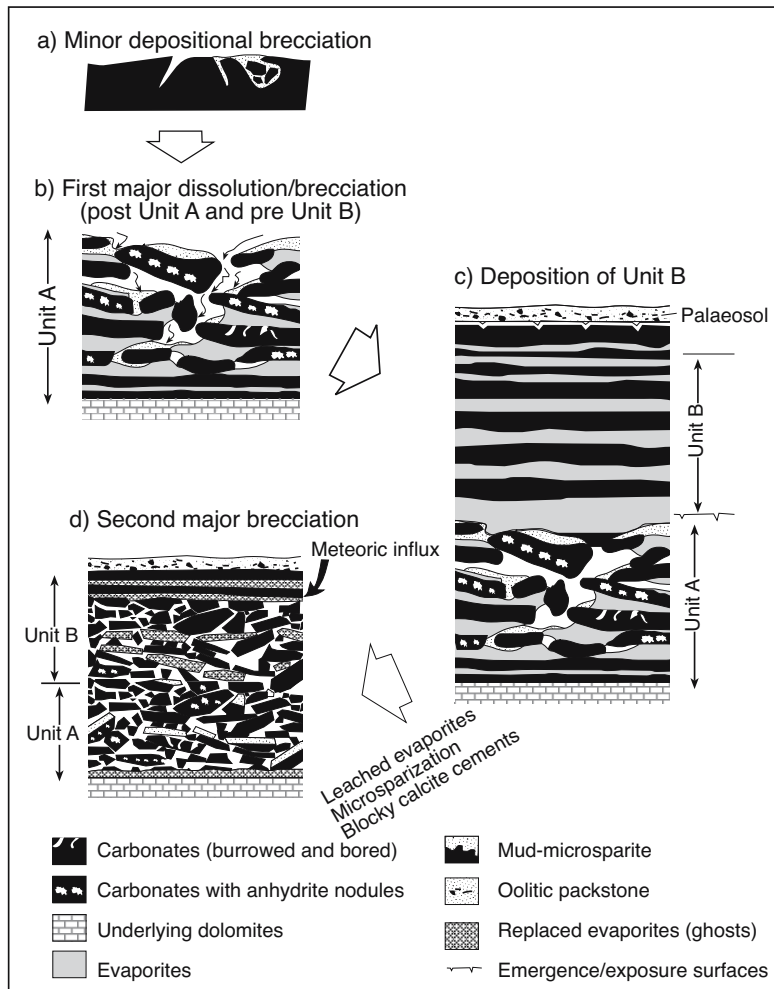 a) Minor depositional brecciation
b) First major dissolution/brecciation
(post Unit A and pre Unit B)
Unit A
c) Deposition of Unit B
Palaeosol
Unit B
Unit A
d) Second major brecciation
Meteoric influx
Unit B
Unit A
Leached evaporites
Microsparization
Blocky calcite cements
Carbonates (burrowed and bored)
Carbonates with anhydrite nodules
Underlying dolomites
Evaporites
Mud-microsparite
Oolitic packstone
Replaced evaporites (ghosts)
Emergence/exposure surfaces